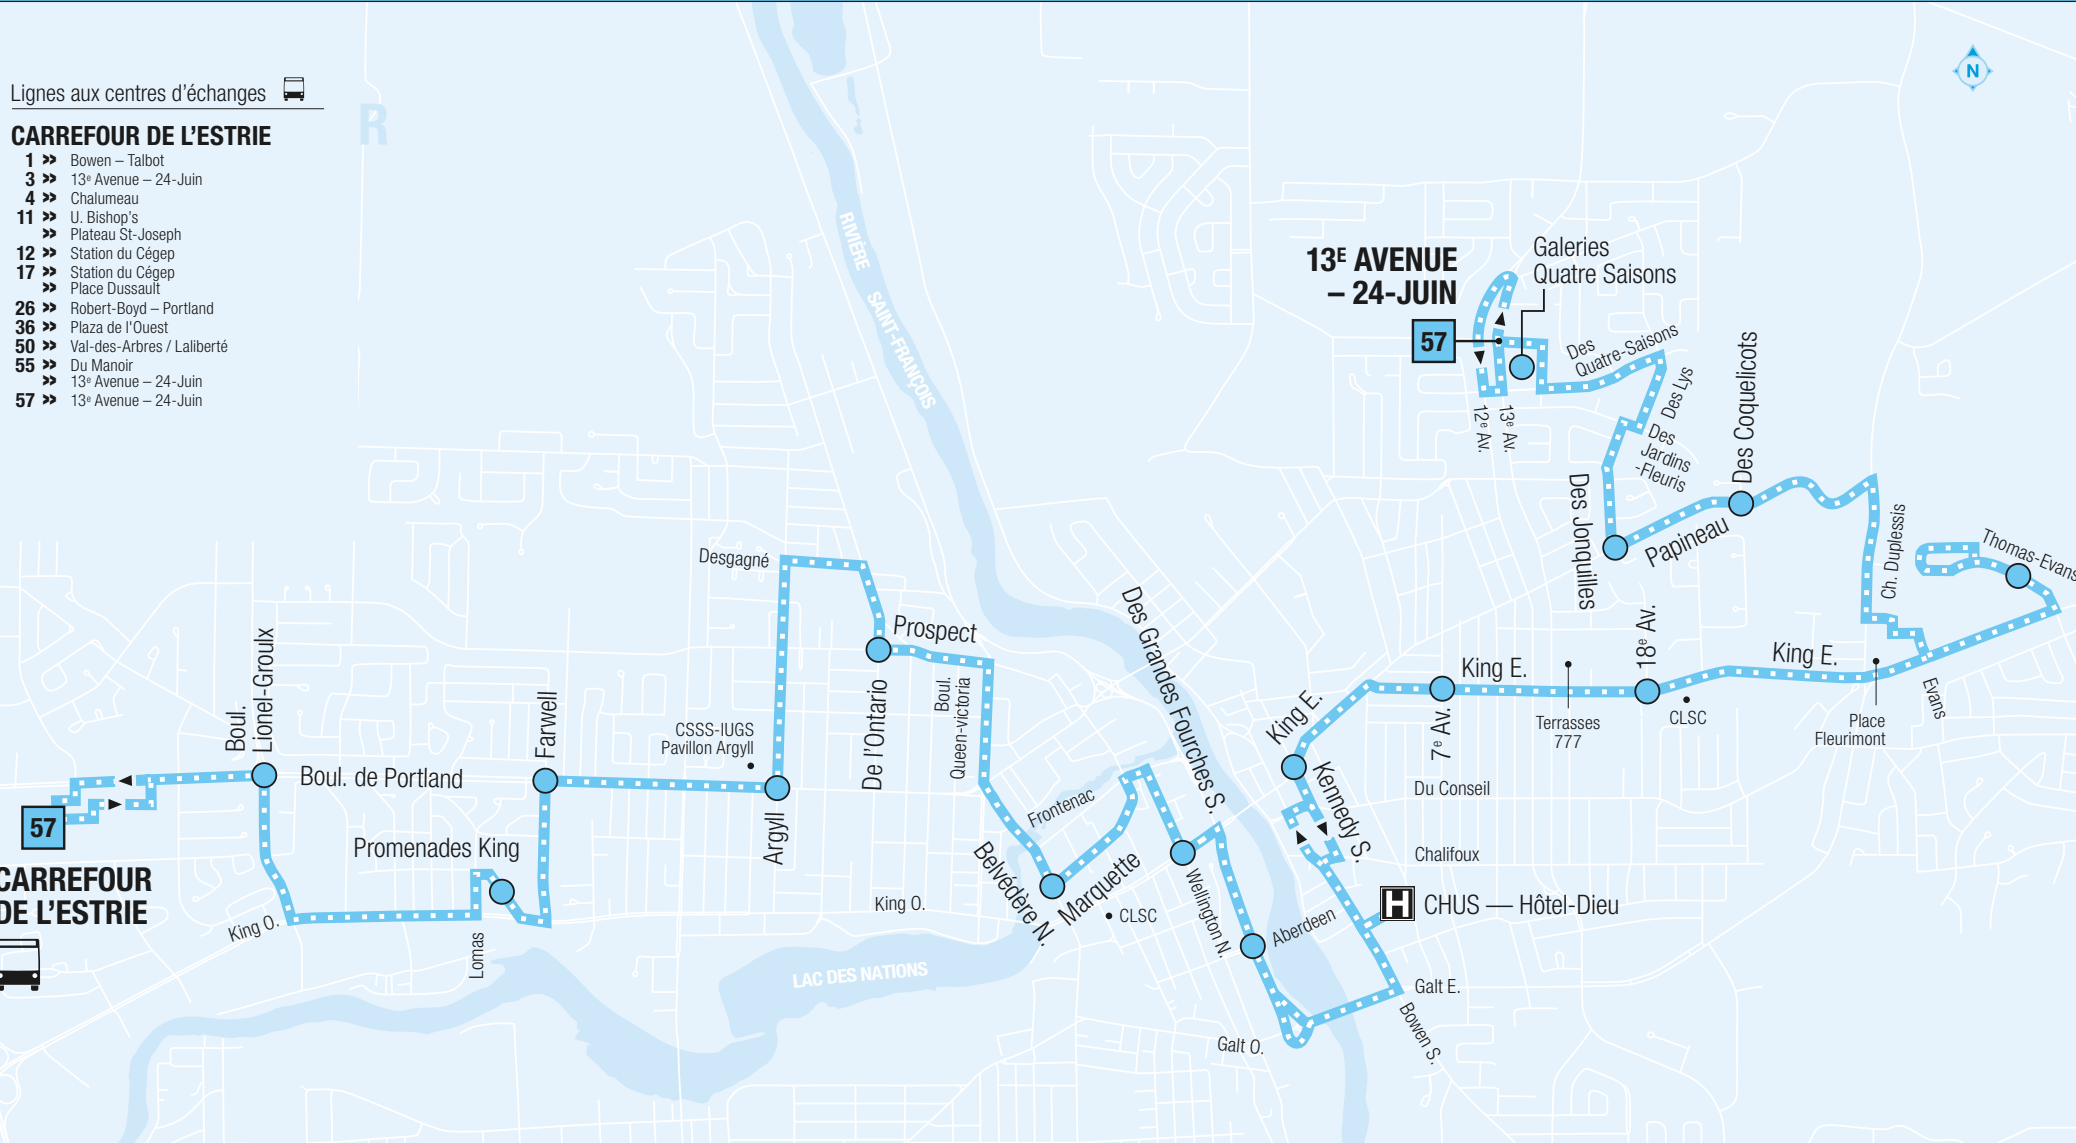 Lignes aux centres d'échanges
R
CARREFOUR DE L'ESTRIE
1 » Bowen – Talbot
3 » 13e Avenue – 24-Juin
4 » Chalumeau
11 » U. Bishop's
» Plateau St-Joseph
12 » Station du Cégep
17 » Station du Cégep
» Place Dussault
26 » Robert-Boyd – Portland
36 » Plaza de l'Ouest
50 » Val-des-Arbres / Laliberté
55 » Du Manoir
» 13e Avenue – 24-Juin
57 » 13e Avenue – 24-Juin
N
RIVIÈRE SAINT-FRANÇOIS
13E AVENUE
– 24-JUIN
57
Galeries
Quatre Saisons
Des
Quatre-Saisons
Des Lys
12e Av.
13e Av.
Des
Jardins
-Fleuris
Des Coquelicots
Des Jonquilles
Papineau
Ch. Duplessis
Thomas-Evans
Desgagné
Prospect
De l'Ontario
Boul.
Queen-victoria
Des Grandes Fourches S.
King E.
King E.
King E.
7e Av.
18e Av.
Terrasses
777
CLSC
Place
Fleurimont
Evans
Boul.
Lionel-Groulx
Farwell
CSSS-IUGS
Pavillon Argyll
Argyll
Boul. de Portland
57
CARREFOUR
DE L'ESTRIE
Promenades King
King O.
Lomas
King O.
Frontenac
Belvédère N.
Marquette
CLSC
Wellington N.
Kennedy S.
Du Conseil
Chalifoux
H
CHUS — Hôtel-Dieu
Aberdeen
LAC DES NATIONS
Galt E.
Galt O.
Bowen S.